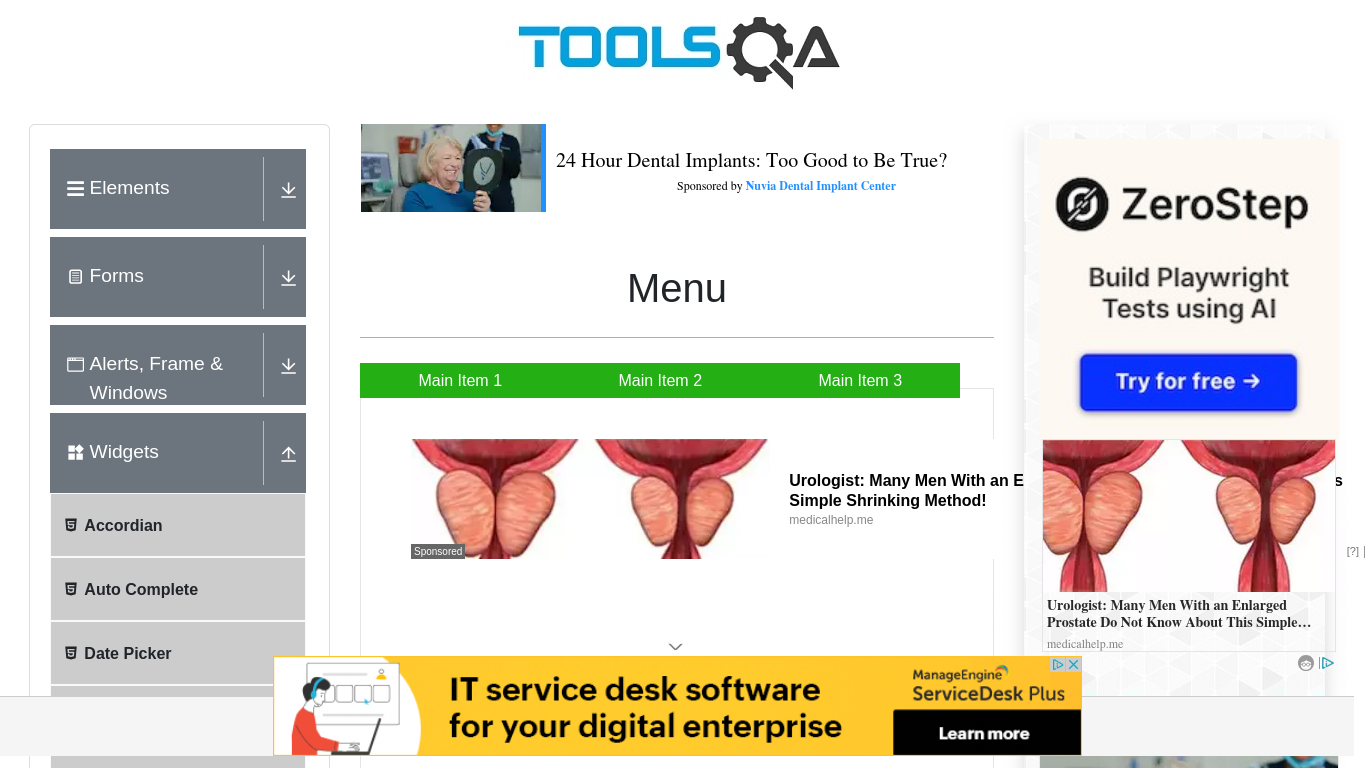 TOOLSQA
Elements
Forms
Alerts, Frame &
Windows
Widgets
Accordian
Auto Complete
Date Picker
24 Hour Dental Implants: Too Good to Be True?
Sponsored by Nuvia Dental Implant Center
Menu
Main Item 1
Main Item 2
Main Item 3
Urologist: Many Men With an E
s
Simple Shrinking Method!
medicalhelp.me
Sponsored
ZeroStep
Build Playwright
Tests using AI
Try for free →
Urologist: Many Men With an Enlarged
Prostate Do Not Know About This Simple…
medicalhelp.me
[?]
IT service desk software
for your digital enterprise
ManageEngine
ServiceDesk Plus
Learn more